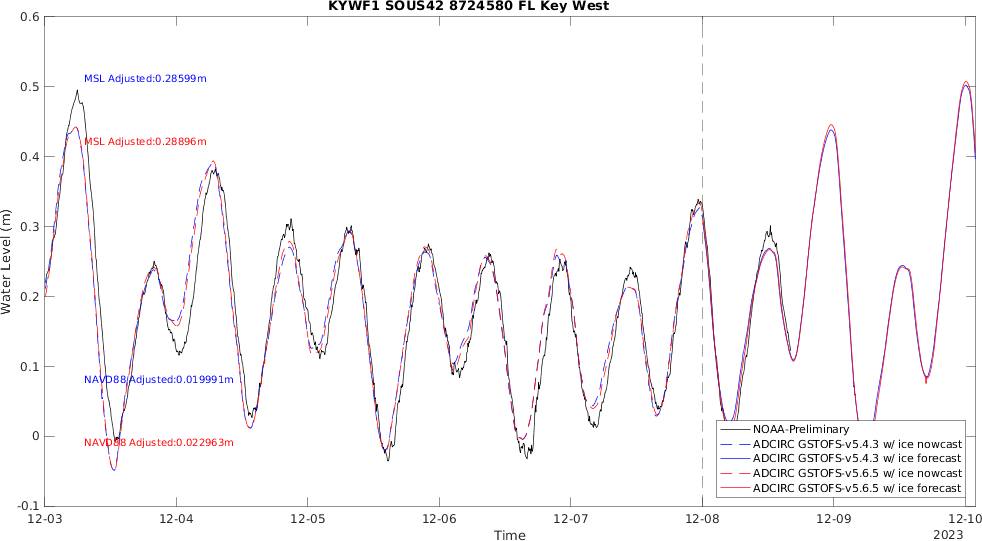 KYWF1 SOUS42 8724580 FL Key West
0.6
0.5
0.4
0.3
0.2
0.1
0
-0.1
Water Level (m)
MSL Adjusted:0.28599m
MSL Adjusted:0.28896m
NAVD88 Adjusted:0.019991m
NAVD88 Adjusted:0.022963m
NOAA-Preliminary
ADCIRC GSTOFS-v5.4.3 w/ ice nowcast
ADCIRC GSTOFS-v5.4.3 w/ ice forecast
ADCIRC GSTOFS-v5.6.5 w/ ice nowcast
ADCIRC GSTOFS-v5.6.5 w/ ice forecast
12-03 12-04 12-05 12-06 12-07 12-08 12-09 12-10
Time
2023